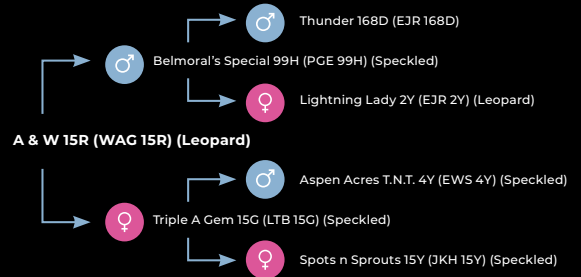 Thunder 168D (EJR 168D)
Belmoral's Special 99H (PGE 99H) (Speckled)
Lightning Lady 2Y (EJR 2Y) (Leopard)
A & W 15R (WAG 15R) (Leopard)
Aspen Acres T.N.T. 4Y (EWS 4Y) (Speckled)
Triple A Gem 15G (LTB 15G) (Speckled)
Spots n Sprouts 15Y (JKH 15Y) (Speckled)